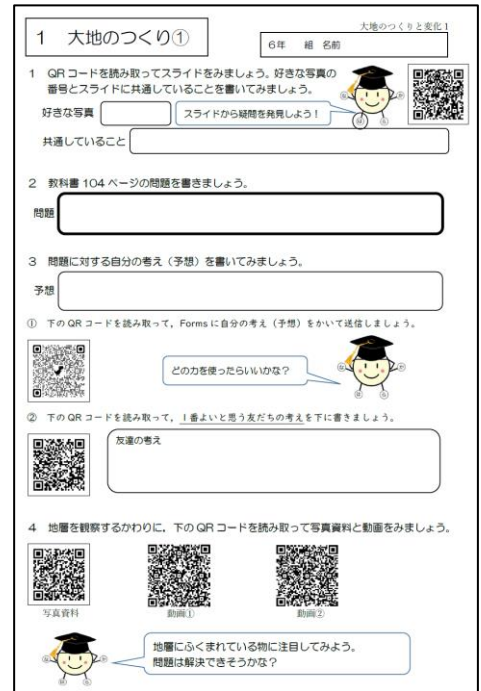 大地のつくりと変化1
1 大地のつくり①
6年 組 名前
1 QRコードを読み取ってスライドをみましょう。好きな写真の
番号とスライドに共通していることを書いてみましょう。
好きな写真
スライドから疑問を発見しよう！
共通していること
2 教科書104ページの問題を書きましょう。
問題
3 問題に対する自分の考え（予想）を書いてみましょう。
予想
① 下のQRコードを読み取って，Formsに自分の考え（予想）をかいて送信しましょう。
どの力を使ったらいいかな？
② 下のQRコードを読み取って，1番よいと思う友だちの考えを下に書きましょう。
友達の考え
4 地層を観察するかわりに，下のQRコードを読み取って写真資料と動画をみましょう。
写真資料
動画①
動画②
地層にふくまれている物に注目してみよう。
問題は解決できそうかな？